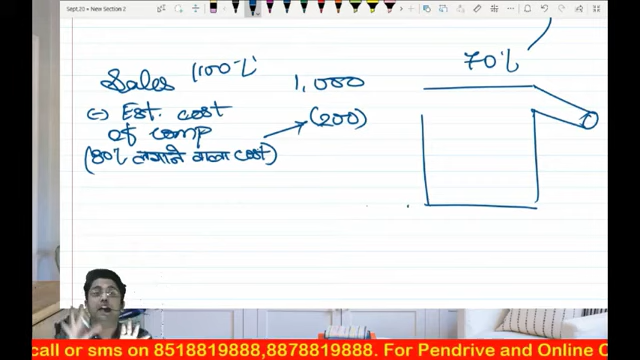 Sept.20 • New Section 2
70%
Sales (100%) 1,000
(-) Est. cost
of comp (200)
(30% लगाने वाला cost)
call or sms on 8518819888,8878819888. For Pendrive and Online C